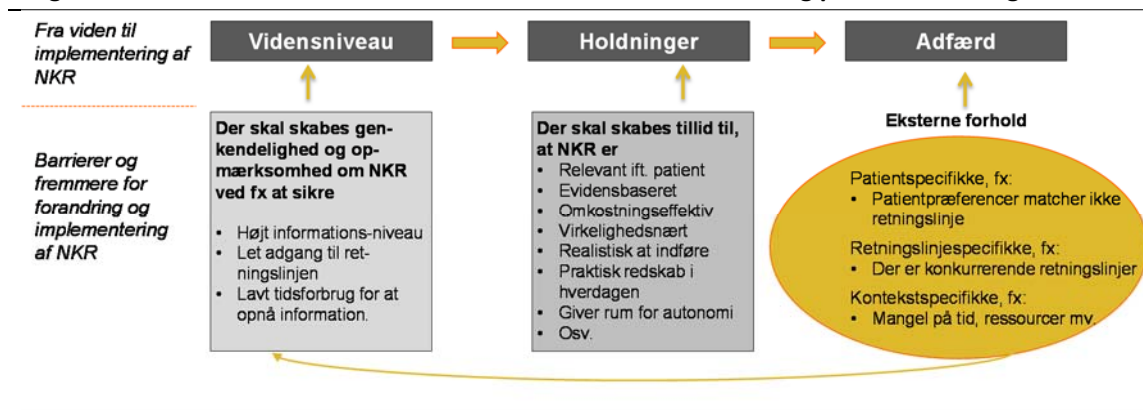 Fra viden til
implementering af
NKR
Vidensniveau
Holdninger
Adfærd
Barrierer og
fremmere for
forandring og
implementering
af NKR
Der skal skabes gen-
kendelighed og op-
mærksomhed om NKR
ved fx at sikre
• Højt informations-niveau
• Let adgang til ret-
ningslinjen
• Lavt tidsforbrug for at
opnå information.
Der skal skabes tillid til,
at NKR er
• Relevant ift. patient
• Evidensbaseret
• Omkostningseffektiv
• Virkelighedsnært
• Realistisk at indføre
• Praktisk redskab i
hverdagen
• Giver rum for autonomi
• Osv.
Eksterne forhold
Patientspecifikke, fx:
• Patientpræferencer matcher ikke
retningslinje
Retningslinjespecifikke, fx:
• Der er konkurrerende retningslinjer
Kontekstspecifikke, fx:
• Mangel på tid, ressourcer mv.